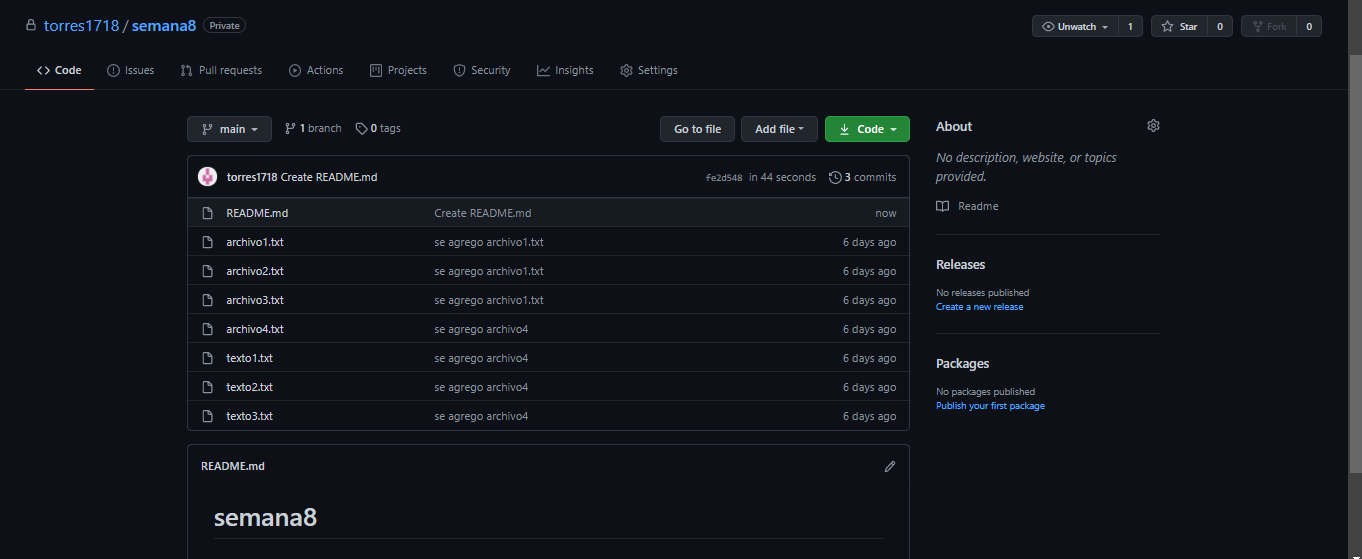 torres1718 / semana8 Private Unwatch 1 Star 0 Fork 0
Code Issues Pull requests Actions Projects Security Insights Settings
main 1 branch 0 tags Go to file Add file Code
torres1718 Create README.md fe2d548 in 44 seconds 3 commits
README.md Create README.md now
archivo1.txt se agrego archivo1.txt 6 days ago
archivo2.txt se agrego archivo1.txt 6 days ago
archivo3.txt se agrego archivo1.txt 6 days ago
archivo4.txt se agrego archivo4 6 days ago
texto1.txt se agrego archivo4 6 days ago
texto2.txt se agrego archivo4 6 days ago
texto3.txt se agrego archivo4 6 days ago
README.md
semana8
About
No description, website, or topics
provided.
Readme
Releases
No releases published
Create a new release
Packages
No packages published
Publish your first package